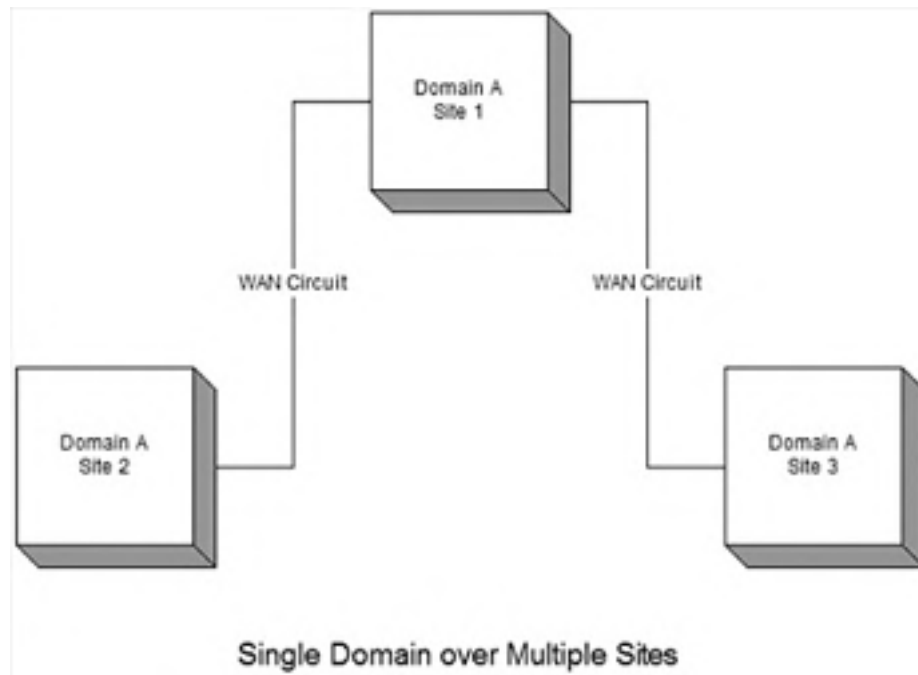 Domain A
Site 1
WAN Circuit
WAN Circuit
Domain A
Site 2
Domain A
Site 3
Single Domain over Multiple Sites